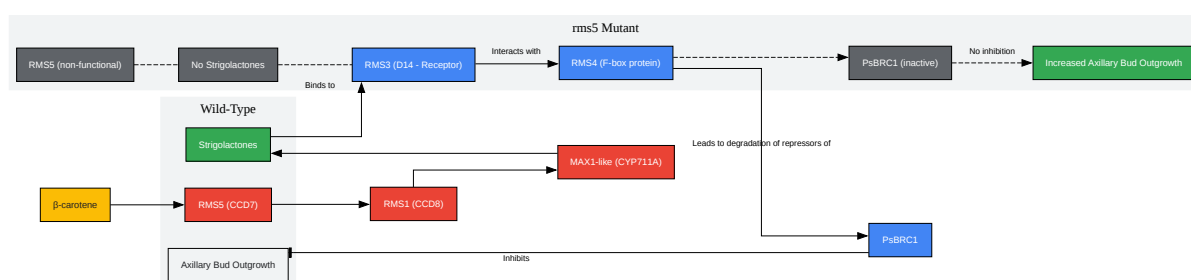 rms5 Mutant
RMS5 (non-functional)
No Strigolactones
RMS3 (D14 - Receptor)
Interacts with
RMS4 (F-box protein)
PsBRC1 (inactive)
No inhibition
Increased Axillary Bud Outgrowth
Binds to
Wild-Type
Strigolactones
MAX1-like (CYP711A)
Leads to degradation of repressors of
β-carotene
RMS5 (CCD7)
RMS1 (CCD8)
PsBRC1
Axillary Bud Outgrowth
Inhibits